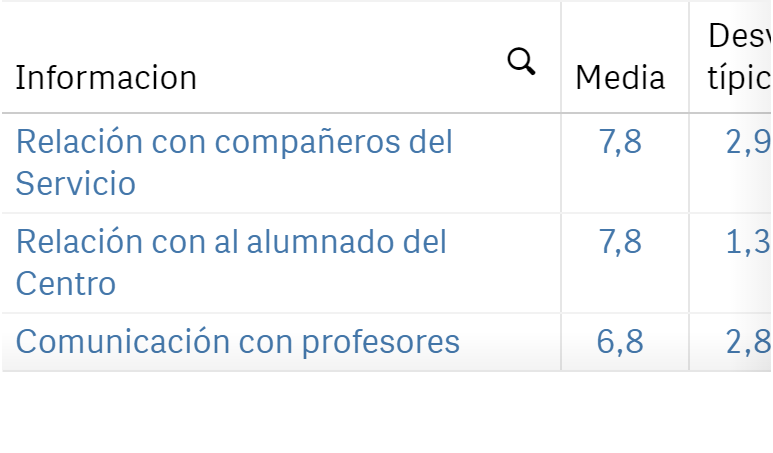 Informacion Media Desv típic
Relación con compañeros del 7,8 2,9
Servicio
Relación con al alumnado del 7,8 1,3
Centro
Comunicación con profesores 6,8 2,8